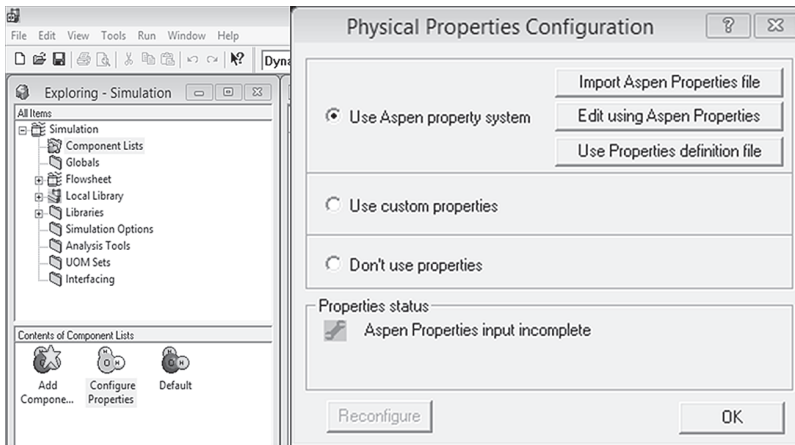 File Edit View Tools Run Window Help
Dyna
Exploring - Simulation
All Items
Simulation
Component Lists
Globals
Flowsheet
Local Library
Libraries
Simulation Options
Analysis Tools
UOM Sets
Interfacing
Contents of Component Lists
Add Compone...
Configure Properties
Default
Physical Properties Configuration
Use Aspen property system
Import Aspen Properties file
Edit using Aspen Properties
Use Properties definition file
Use custom properties
Don't use properties
Properties status
Aspen Properties input incomplete
Reconfigure
OK